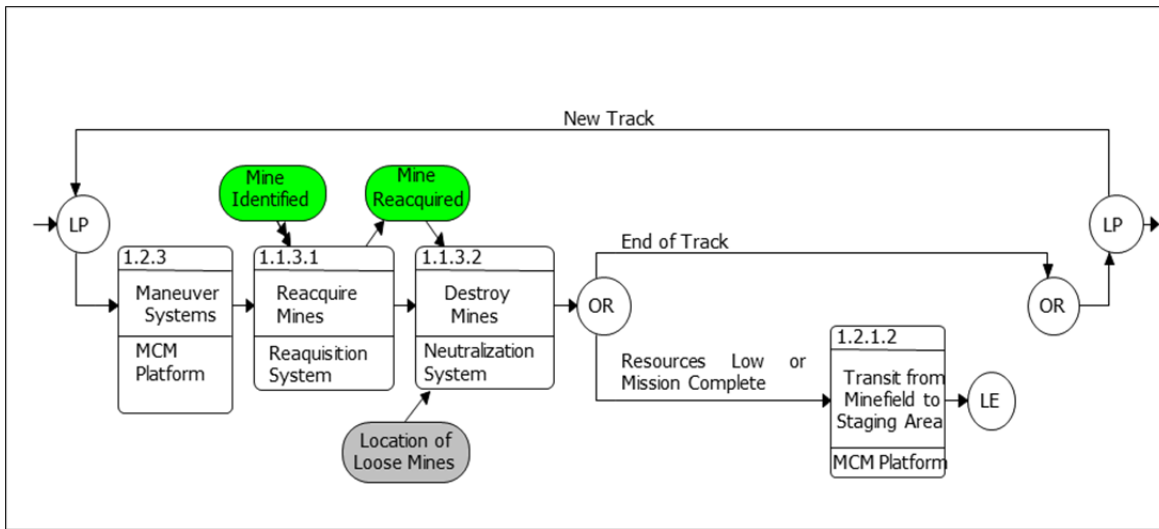 New Track
Mine
Identified
Mine
Reacquired
LP
LP
1.2.3
Maneuver
Systems
MCM
Platform
1.1.3.1
Reacquire
Mines
Reaquisition
System
1.1.3.2
Destroy
Mines
Neutralization
System
End of Track
OR
OR
Resources Low or
Mission Complete
1.2.1.2
Transit from
Minefield to
Staging Area
MCM Platform
LE
Location of
Loose Mines